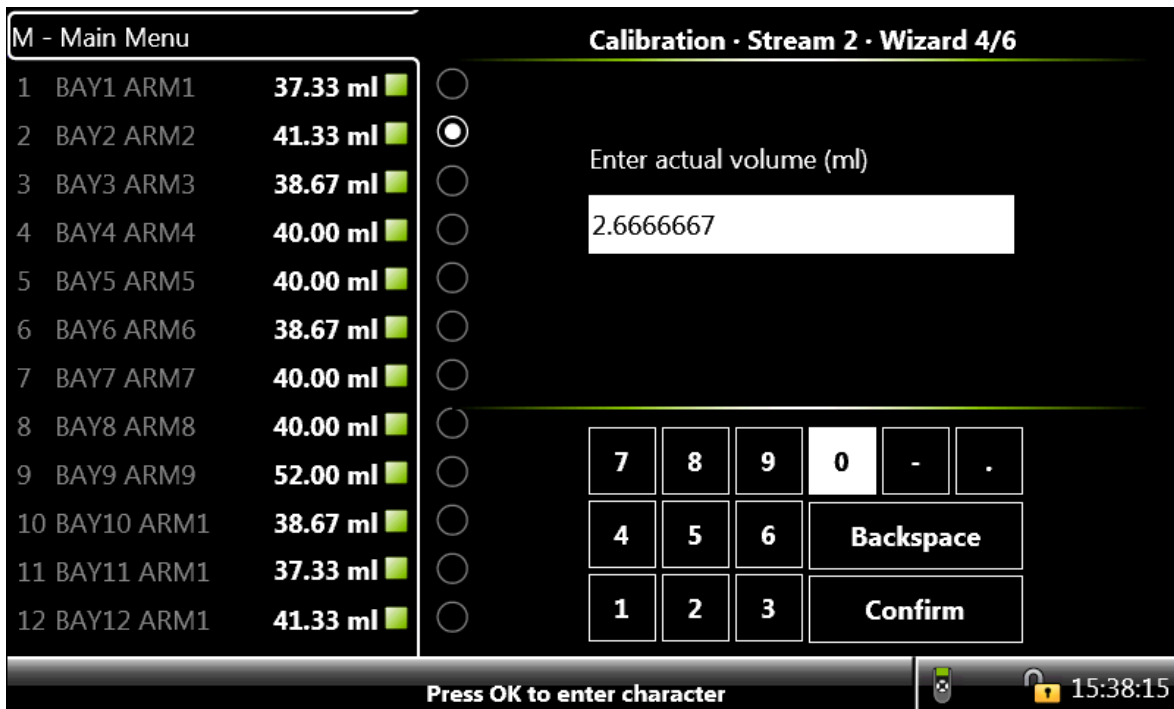 M - Main Menu
1 BAY1 ARM1 37.33 ml
2 BAY2 ARM2 41.33 ml
3 BAY3 ARM3 38.67 ml
4 BAY4 ARM4 40.00 ml
5 BAY5 ARM5 40.00 ml
6 BAY6 ARM6 38.67 ml
7 BAY7 ARM7 40.00 ml
8 BAY8 ARM8 40.00 ml
9 BAY9 ARM9 52.00 ml
10 BAY10 ARM1 38.67 ml
11 BAY11 ARM1 37.33 ml
12 BAY12 ARM1 41.33 ml
Calibration · Stream 2 · Wizard 4/6
Enter actual volume (ml)
2.6666667
7 8 9 0 - .
4 5 6 Backspace
1 2 3 Confirm
Press OK to enter character
15:38:15